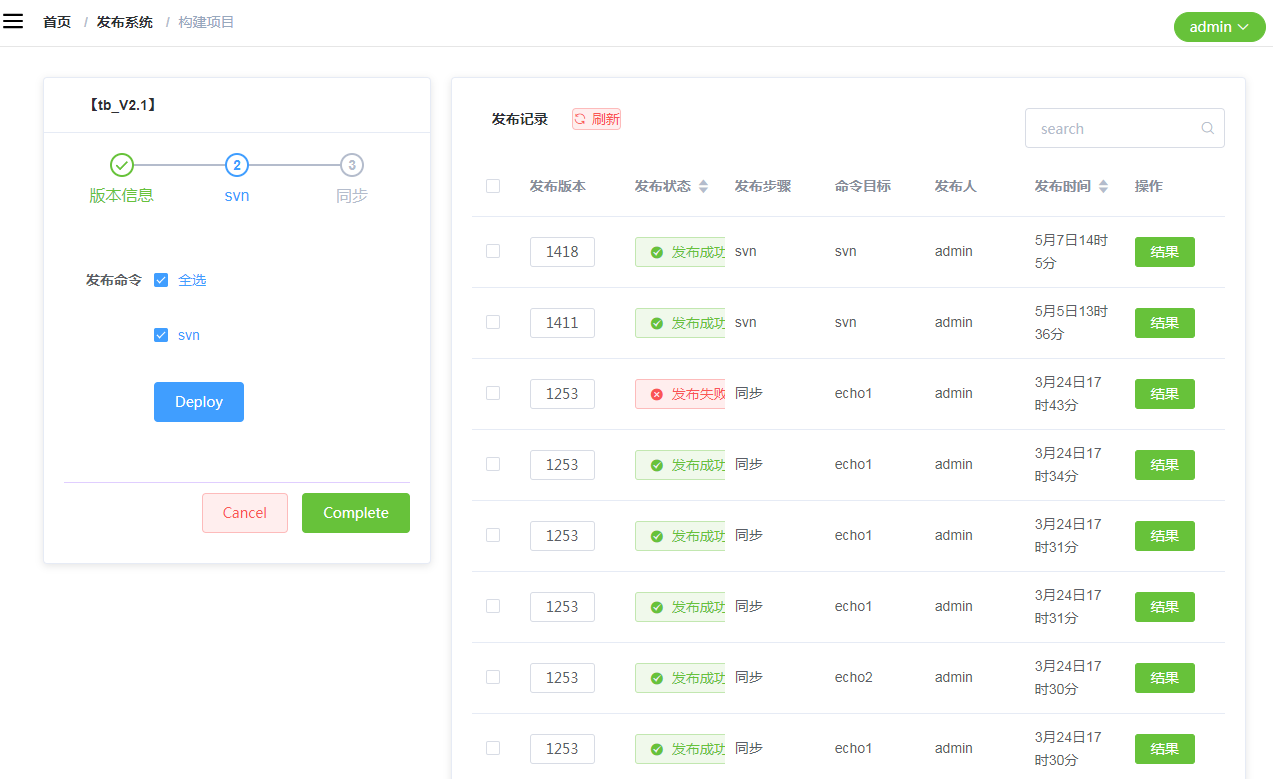 首页 / 发布系统 / 构建项目
admin
【tb_V2.1】
2
3
版本信息
svn
同步
发布命令
全选
svn
Deploy
Cancel
Complete
发布记录
刷新
search
发布版本 发布状态 发布步骤 命令目标 发布人 发布时间 操作
1418 发布成功 svn svn admin 5月7日14时
5分
结果
1411 发布成功 svn svn admin 5月5日13时
36分
结果
1253 发布失败 同步 echo1 admin 3月24日17
时43分
结果
1253 发布成功 同步 echo1 admin 3月24日17
时34分
结果
1253 发布成功 同步 echo1 admin 3月24日17
时31分
结果
1253 发布成功 同步 echo1 admin 3月24日17
时31分
结果
1253 发布成功 同步 echo2 admin 3月24日17
时30分
结果
1253 发布成功 同步 echo1 admin 3月24日17
时30分
结果